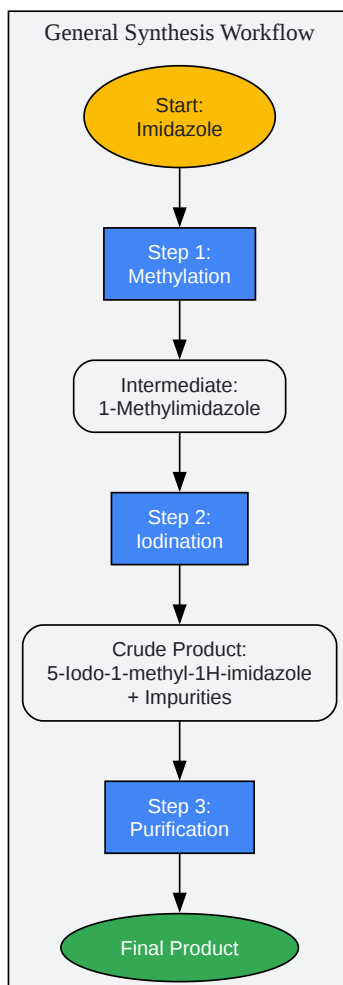 General Synthesis Workflow
Start:
Imidazole
Step 1:
Methylation
Intermediate:
1-Methylimidazole
Step 2:
Iodination
Crude Product:
5-Iodo-1-methyl-1H-imidazole
+ Impurities
Step 3:
Purification
Final Product